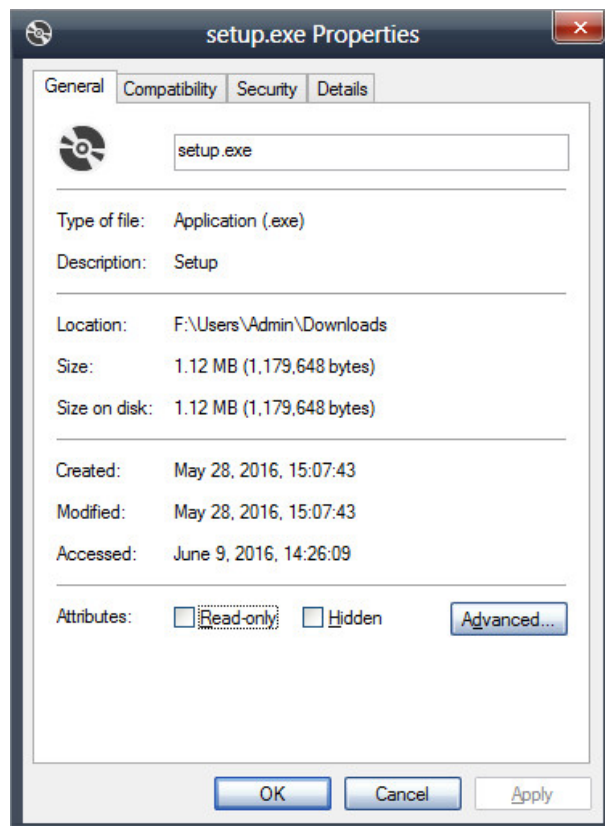 setup.exe Properties
General Compatibility Security Details
setup.exe
Type of file: Application (.exe)
Description: Setup
Location: F:\Users\Admin\Downloads
Size: 1.12 MB (1,179,648 bytes)
Size on disk: 1.12 MB (1,179,648 bytes)
Created: May 28, 2016, 15:07:43
Modified: May 28, 2016, 15:07:43
Accessed: June 9, 2016, 14:26:09
Attributes: Read-only Hidden Advanced...
OK Cancel Apply